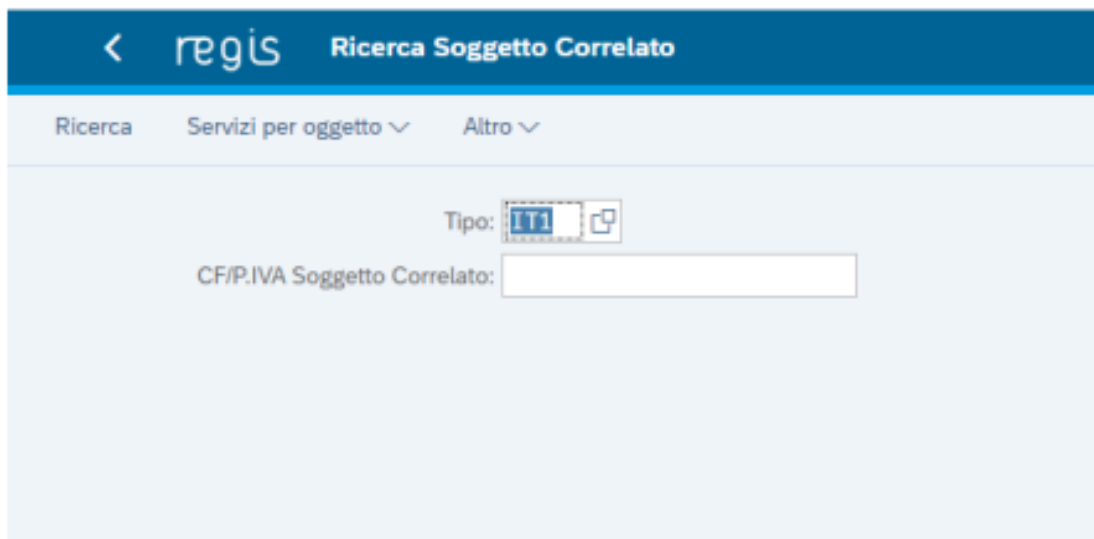 regis Ricerca Soggetto Correlato
Ricerca Servizi per oggetto Altro
Tipo: IT1
CF/P.IVA Soggetto Correlato: